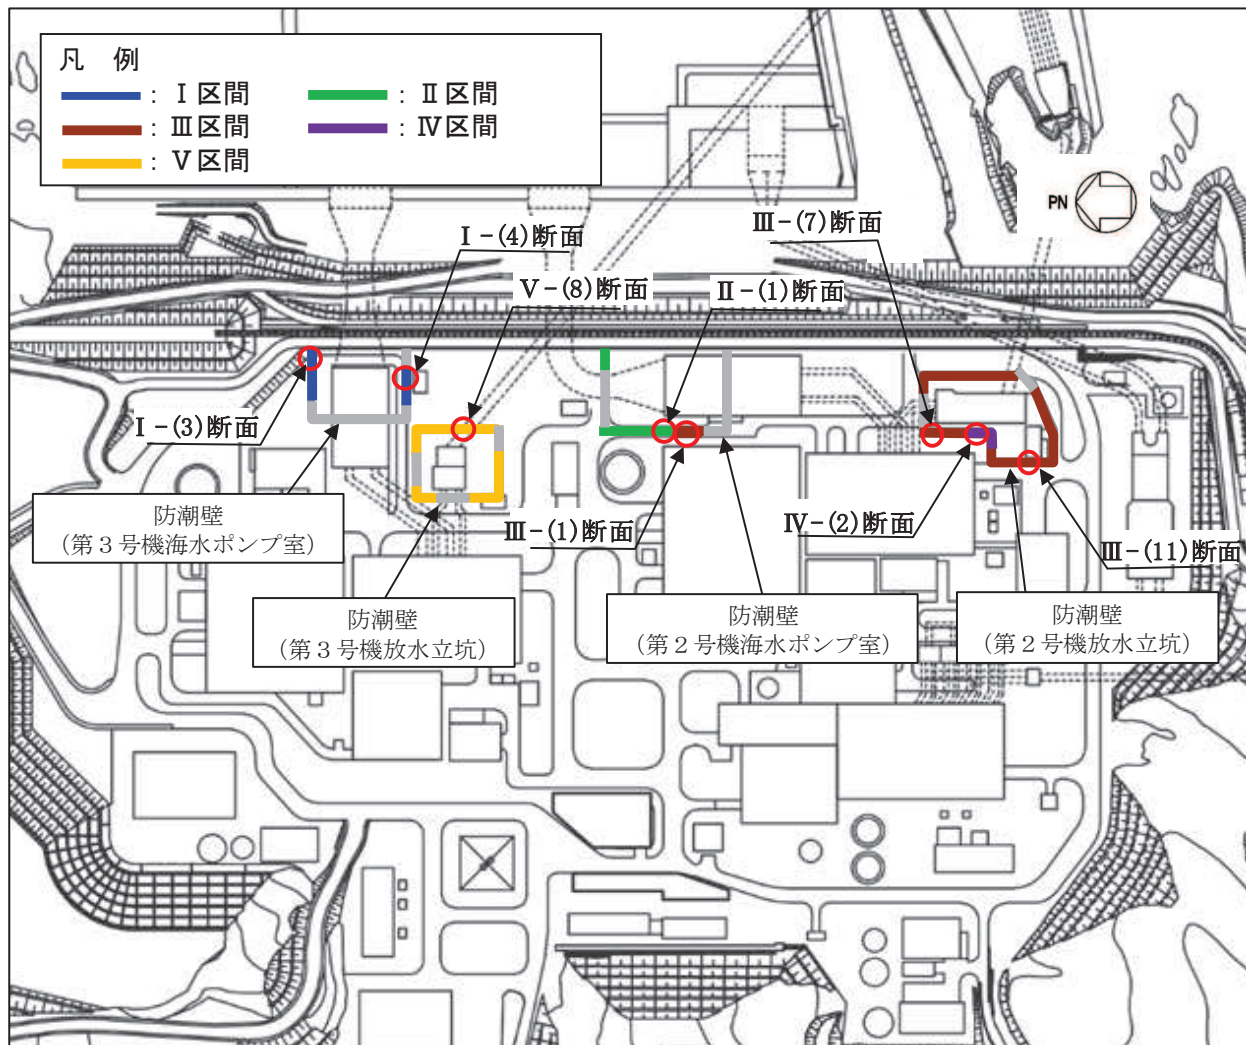 凡　例
: Ⅰ区間
: Ⅱ区間
: Ⅲ区間
: Ⅳ区間
: Ⅴ区間
PN
Ⅲ-(7)断面
Ⅰ-(4)断面
Ⅴ-(8)断面
Ⅱ-(1)断面
Ⅰ-(3)断面
Ⅲ-(1)断面
Ⅳ-(2)断面
Ⅲ-(11)断面
防潮壁
（第３号機海水ポンプ室）
防潮壁
（第３号機放水立坑）
防潮壁
（第２号機海水ポンプ室）
防潮壁
（第２号機放水立坑）